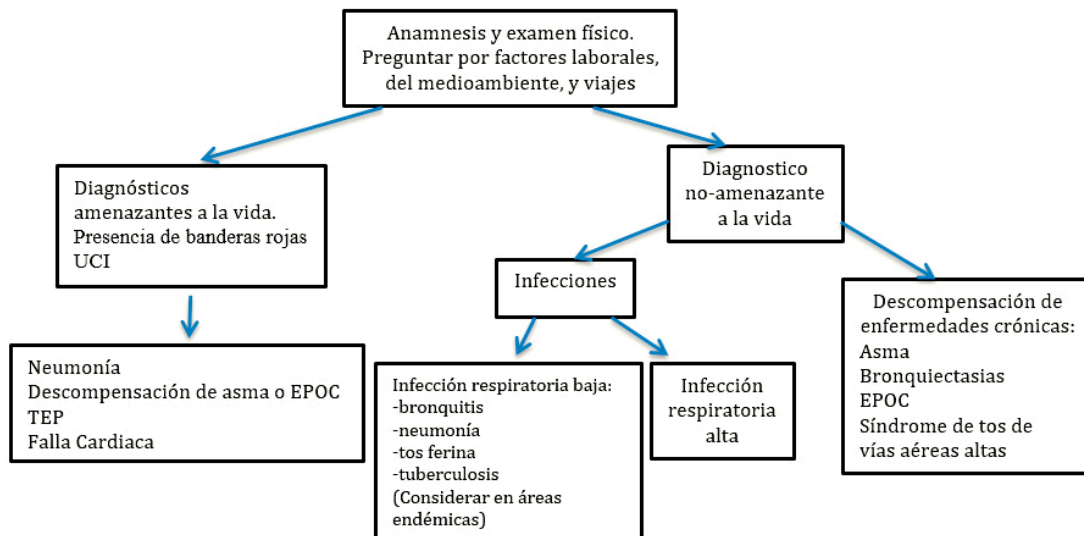 Anamnesis y examen físico.
Preguntar por factores laborales,
del medioambiente, y viajes
Diagnósticos
amenazantes a la vida.
Presencia de banderas rojas
UCI
Diagnostico
no-amenazante
a la vida
Infecciones
Descompensación de
enfermedades crónicas:
Asma
Bronquiectasias
EPOC
Síndrome de tos de
vías aéreas altas
Neumonía
Descompensación de asma o EPOC
TEP
Falla Cardiaca
Infección respiratoria baja:
-bronquitis
-neumonía
-tos ferina
-tuberculosis
(Considerar en áreas
endémicas)
Infección
respiratoria
alta